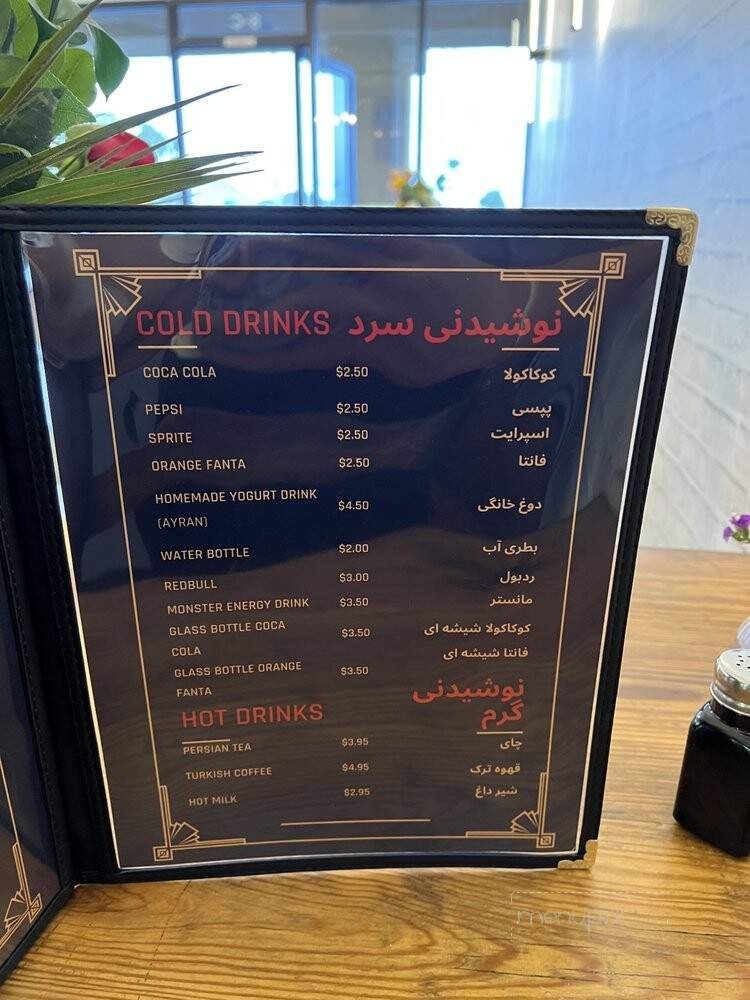 COLD DRINKS نوشیدنی سرد
COCA COLA $2.50 کوکاکولا
PEPSI $2.50 پپسی
SPRITE $2.50 اسپرایت
ORANGE FANTA $2.50 فانتا
HOMEMADE YOGURT DRINK
(AYRAN) $4.50 دوغ خانگی
WATER BOTTLE $2.00 بطری آب
REDBULL $3.00 ردبول
MONSTER ENERGY DRINK $3.50 مانستر
GLASS BOTTLE COCA
COLA $3.50 کوکاکولا شیشه ای
GLASS BOTTLE ORANGE
FANTA $3.50 فانتا شیشه ای
HOT DRINKS نوشیدنی
گرم
PERSIAN TEA $3.95 چای
TURKISH COFFEE $4.95 قهوه ترک
HOT MILK $2.95 شیر داغ